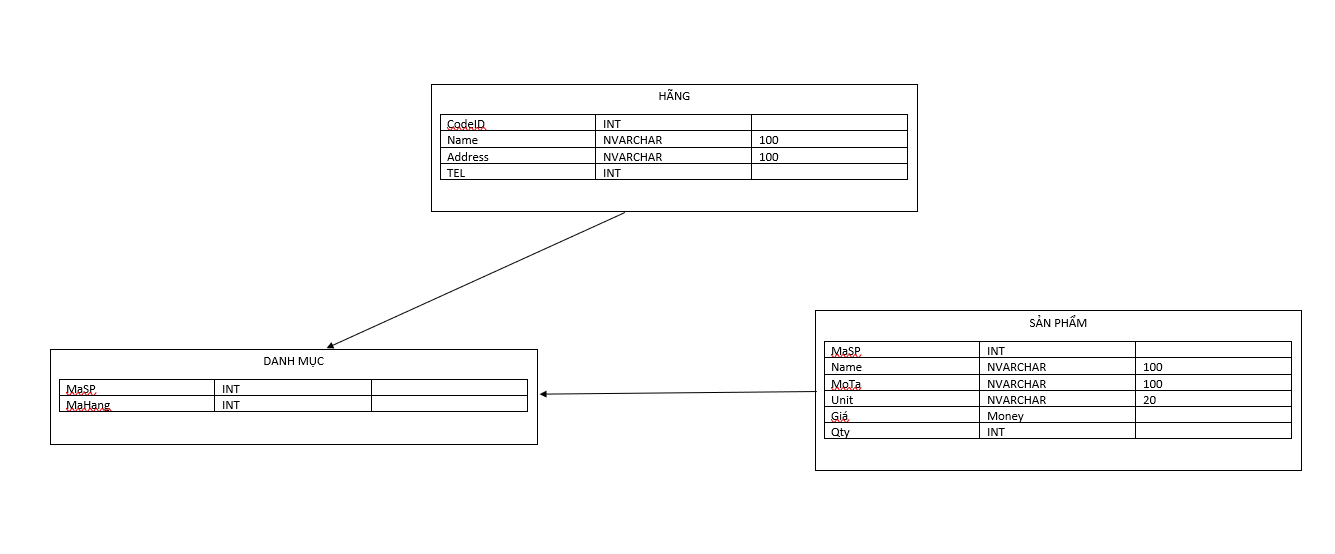 HÃNG
CodeID INT
Name NVARCHAR 100
Address NVARCHAR 100
TEL INT
DANH MỤC
MaSP INT
MaHang INT
SẢN PHẨM
MaSP INT
Name NVARCHAR 100
MoTa NVARCHAR 100
Unit NVARCHAR 20
Giá Money
Qty INT